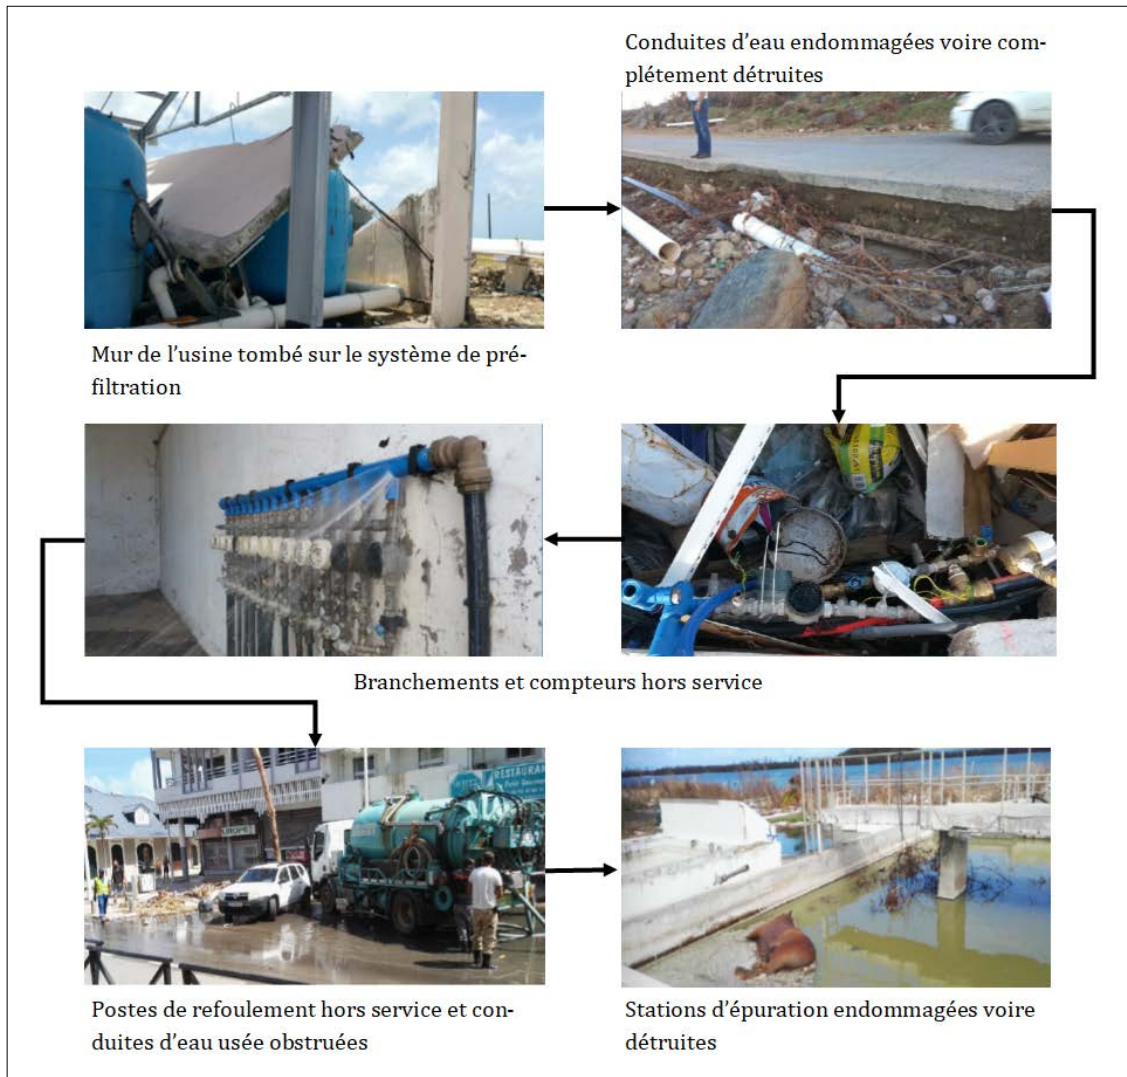 Conduites d'eau endommagées voire com-
plétement détruites
Mur de l'usine tombé sur le système de pré-
filtration
Branchements et compteurs hors service
RESTAURAN
Postes de refoulement hors service et con-
duites d'eau usée obstruées
Stations d'épuration endommagées voire
détruites